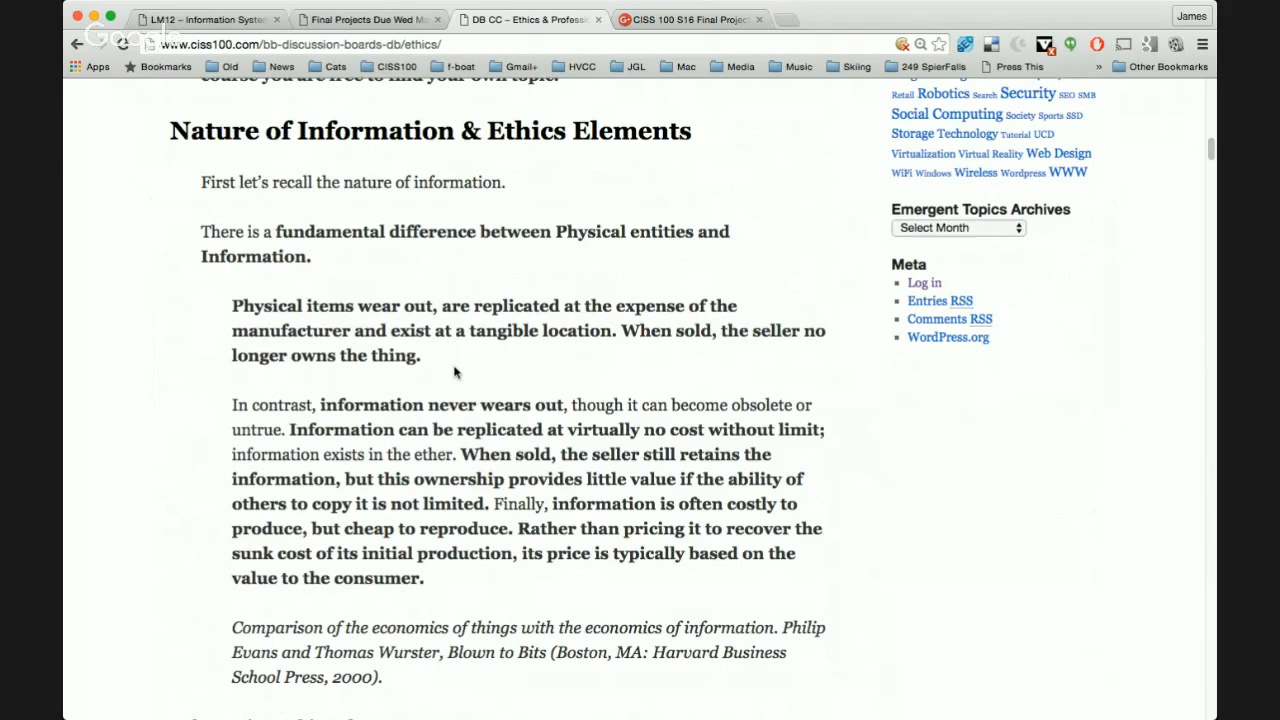 LM12 – Information System
Final Projects Due Wed Ma
DB CC – Ethics & Professi
CISS 100 S16 Final Project
James
Google
www.ciss100.com/bb-discussion-boards-db/ethics/
Apps
Bookmarks
Old
News
Cats
CISS100
f-boat
Gmail+
HVCC
JGL
Mac
Media
Music
Skiing
249 SpierFalls
Press This
»
Other Bookmarks
course you are free to find your own topic.
Nature of Information & Ethics Elements
First let's recall the nature of information.
There is a fundamental difference between Physical entities and
Information.
Physical items wear out, are replicated at the expense of the
manufacturer and exist at a tangible location. When sold, the seller no
longer owns the thing.
In contrast, information never wears out, though it can become obsolete or
untrue. Information can be replicated at virtually no cost without limit;
information exists in the ether. When sold, the seller still retains the
information, but this ownership provides little value if the ability of
others to copy it is not limited. Finally, information is often costly to
produce, but cheap to reproduce. Rather than pricing it to recover the
sunk cost of its initial production, its price is typically based on the
value to the consumer.
Comparison of the economics of things with the economics of information. Philip
Evans and Thomas Wurster, Blown to Bits (Boston, MA: Harvard Business
School Press, 2000).
Retail Robotics Search Security SEO SMB
Social Computing Society Sports SSD
Storage Technology Tutorial UCD
Virtualization Virtual Reality Web Design
WiFi Windows Wireless Wordpress WWW
Emergent Topics Archives
Select Month
Meta
Log in
Entries RSS
Comments RSS
WordPress.org